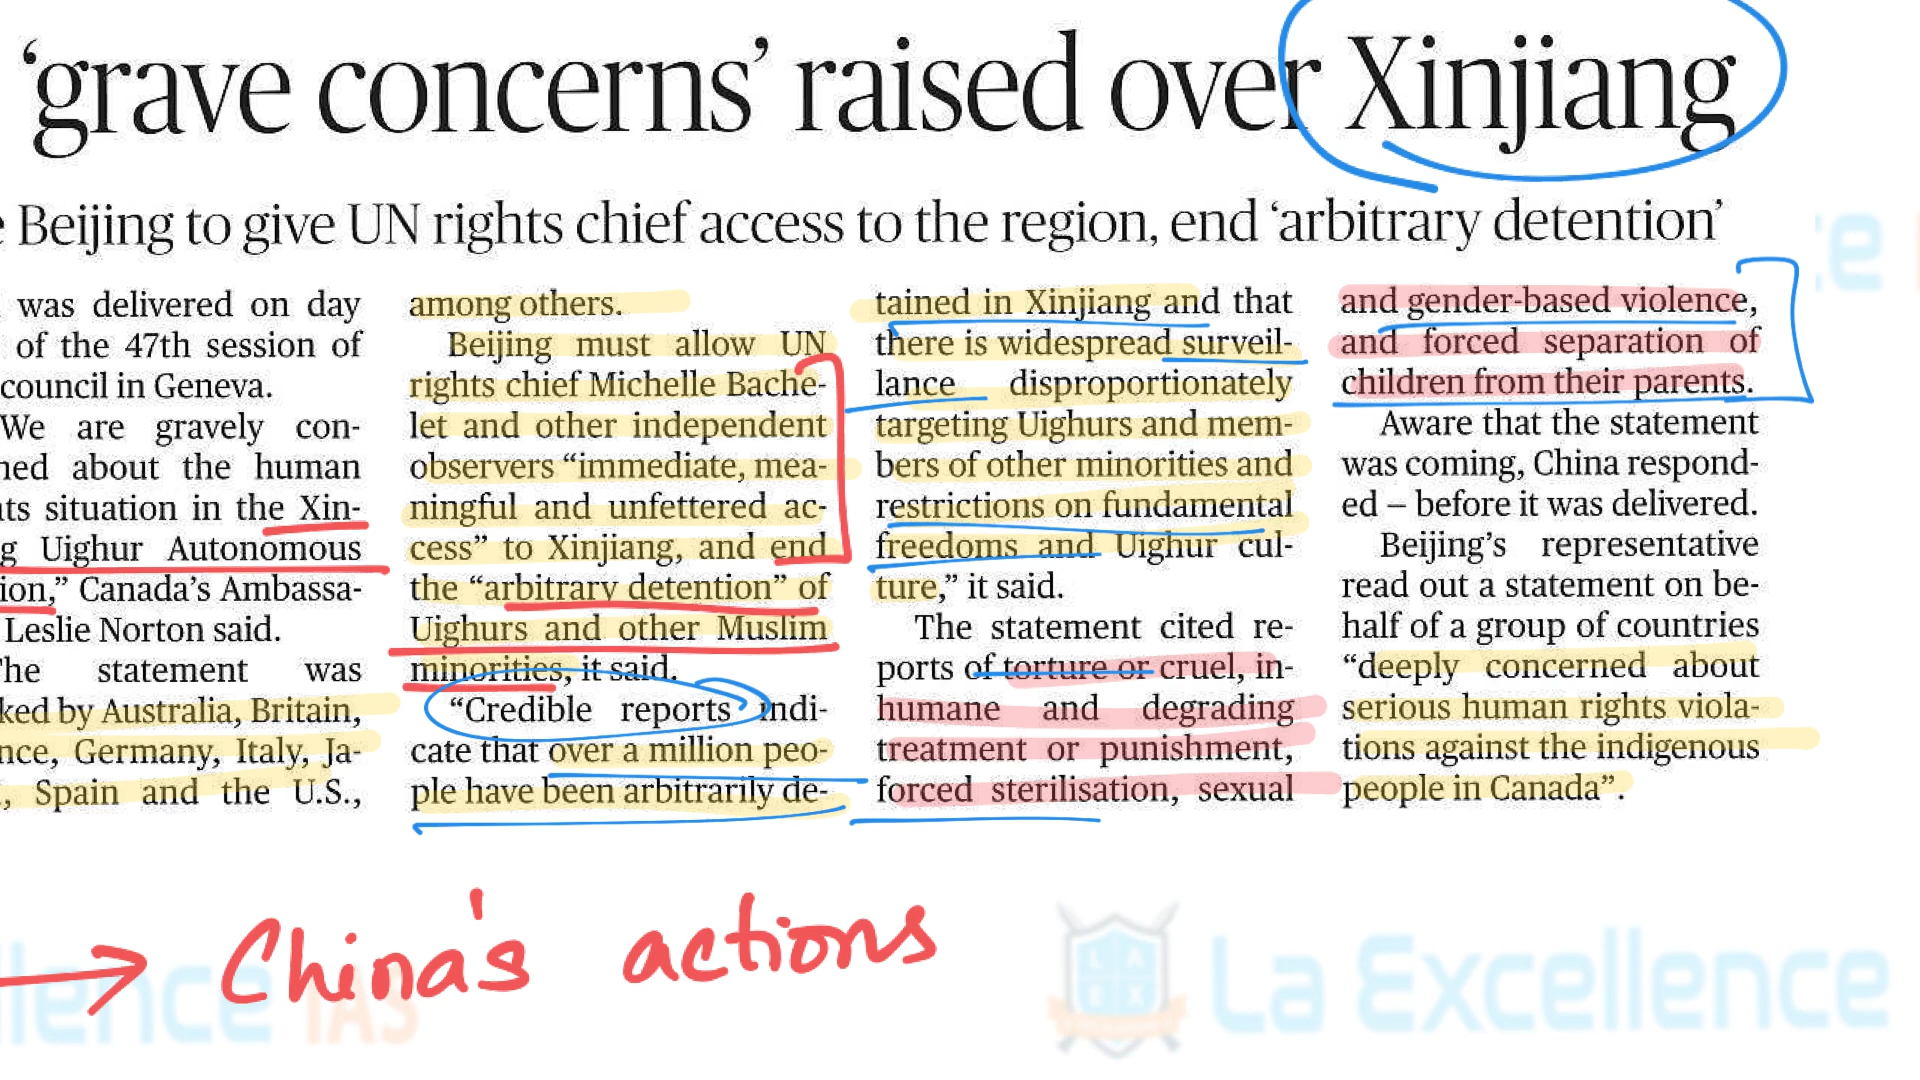 ‘grave concerns’ raised over Xinjiang
Beijing to give UN rights chief access to the region, end ‘arbitrary detention’
was delivered on day
of the 47th session of
council in Geneva.
We are gravely con-
about the human
situation in the Xin-
Uighur Autonomous
Canada’s Ambassa-
Leslie Norton said.
statement was
by Australia, Britain,
Germany, Italy, Ja-
Spain and the U.S.,
among others.
Beijing must allow UN
rights chief Michelle Bache-
let and other independent
observers “immediate, mea-
ningful and unfettered ac-
cess” to Xinjiang, and end
the “arbitrary detention” of
Uighurs and other Muslim
minorities, it said.
“Credible reports indi-
cate that over a million peo-
ple have been arbitrarily de-
tained in Xinjiang and that
there is widespread surveil-
lance disproportionately
targeting Uighurs and mem-
bers of other minorities and
restrictions on fundamental
freedoms and Uighur cul-
ture,” it said.
The statement cited re-
ports of torture or cruel, in-
humane and degrading
treatment or punishment,
forced sterilisation, sexual
and gender-based violence,
and forced separation of
children from their parents.
Aware that the statement
was coming, China respond-
ed – before it was delivered.
Beijing’s representative
read out a statement on be-
half of a group of countries
“deeply concerned about
serious human rights viola-
tions against the indigenous
people in Canada”.
China's actions
IAS
LA
EX
La Excellence